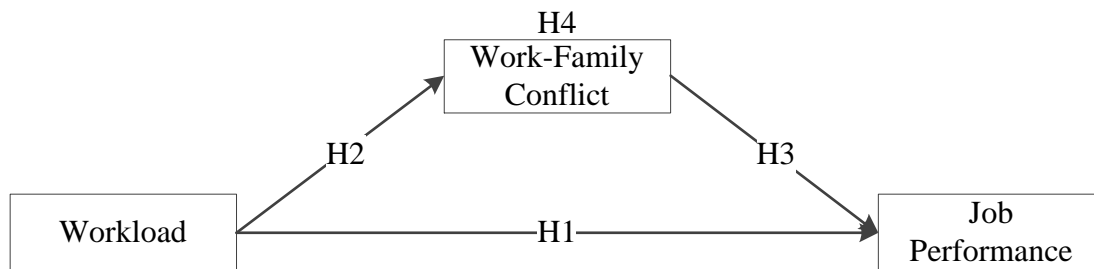 H4
Work-Family
Conflict
H2
H3
Workload
H1
Job
Performance